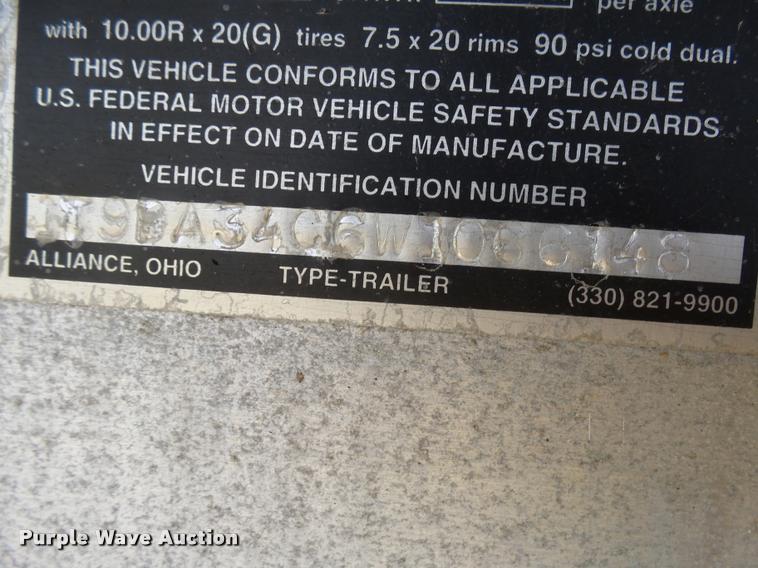 per axle
with 10.00R x 20(G) tires 7.5 x 20 rims 90 psi cold dual.
THIS VEHICLE CONFORMS TO ALL APPLICABLE
U.S. FEDERAL MOTOR VEHICLE SAFETY STANDARDS
IN EFFECT ON DATE OF MANUFACTURE.
VEHICLE IDENTIFICATION NUMBER
ALLIANCE, OHIO TYPE-TRAILER (330) 821-9900
Purple Wave Auction